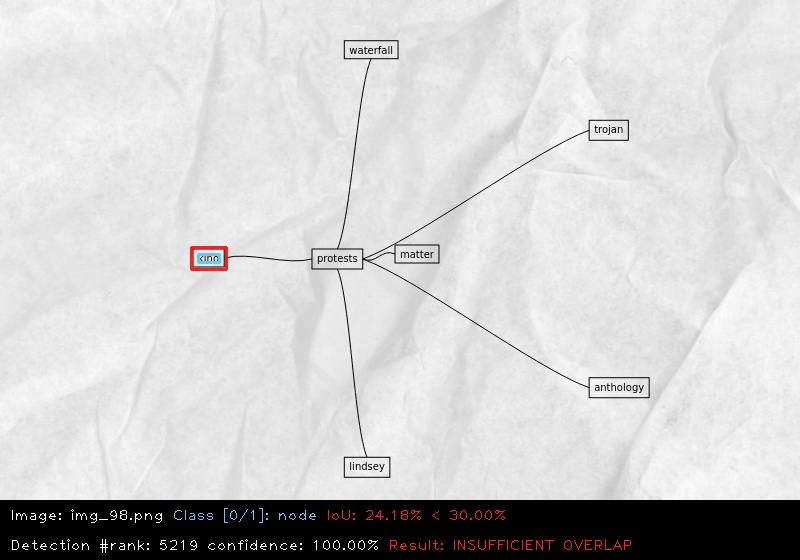 waterfall
trojan
matter
king protests
anthology
lindsey
Image: img_98.png Class [0/1]: node IoU: 24.18% < 30.00%
Detection #rank: 5219 confidence: 100.00% Result: INSUFFICIENT OVERLAP